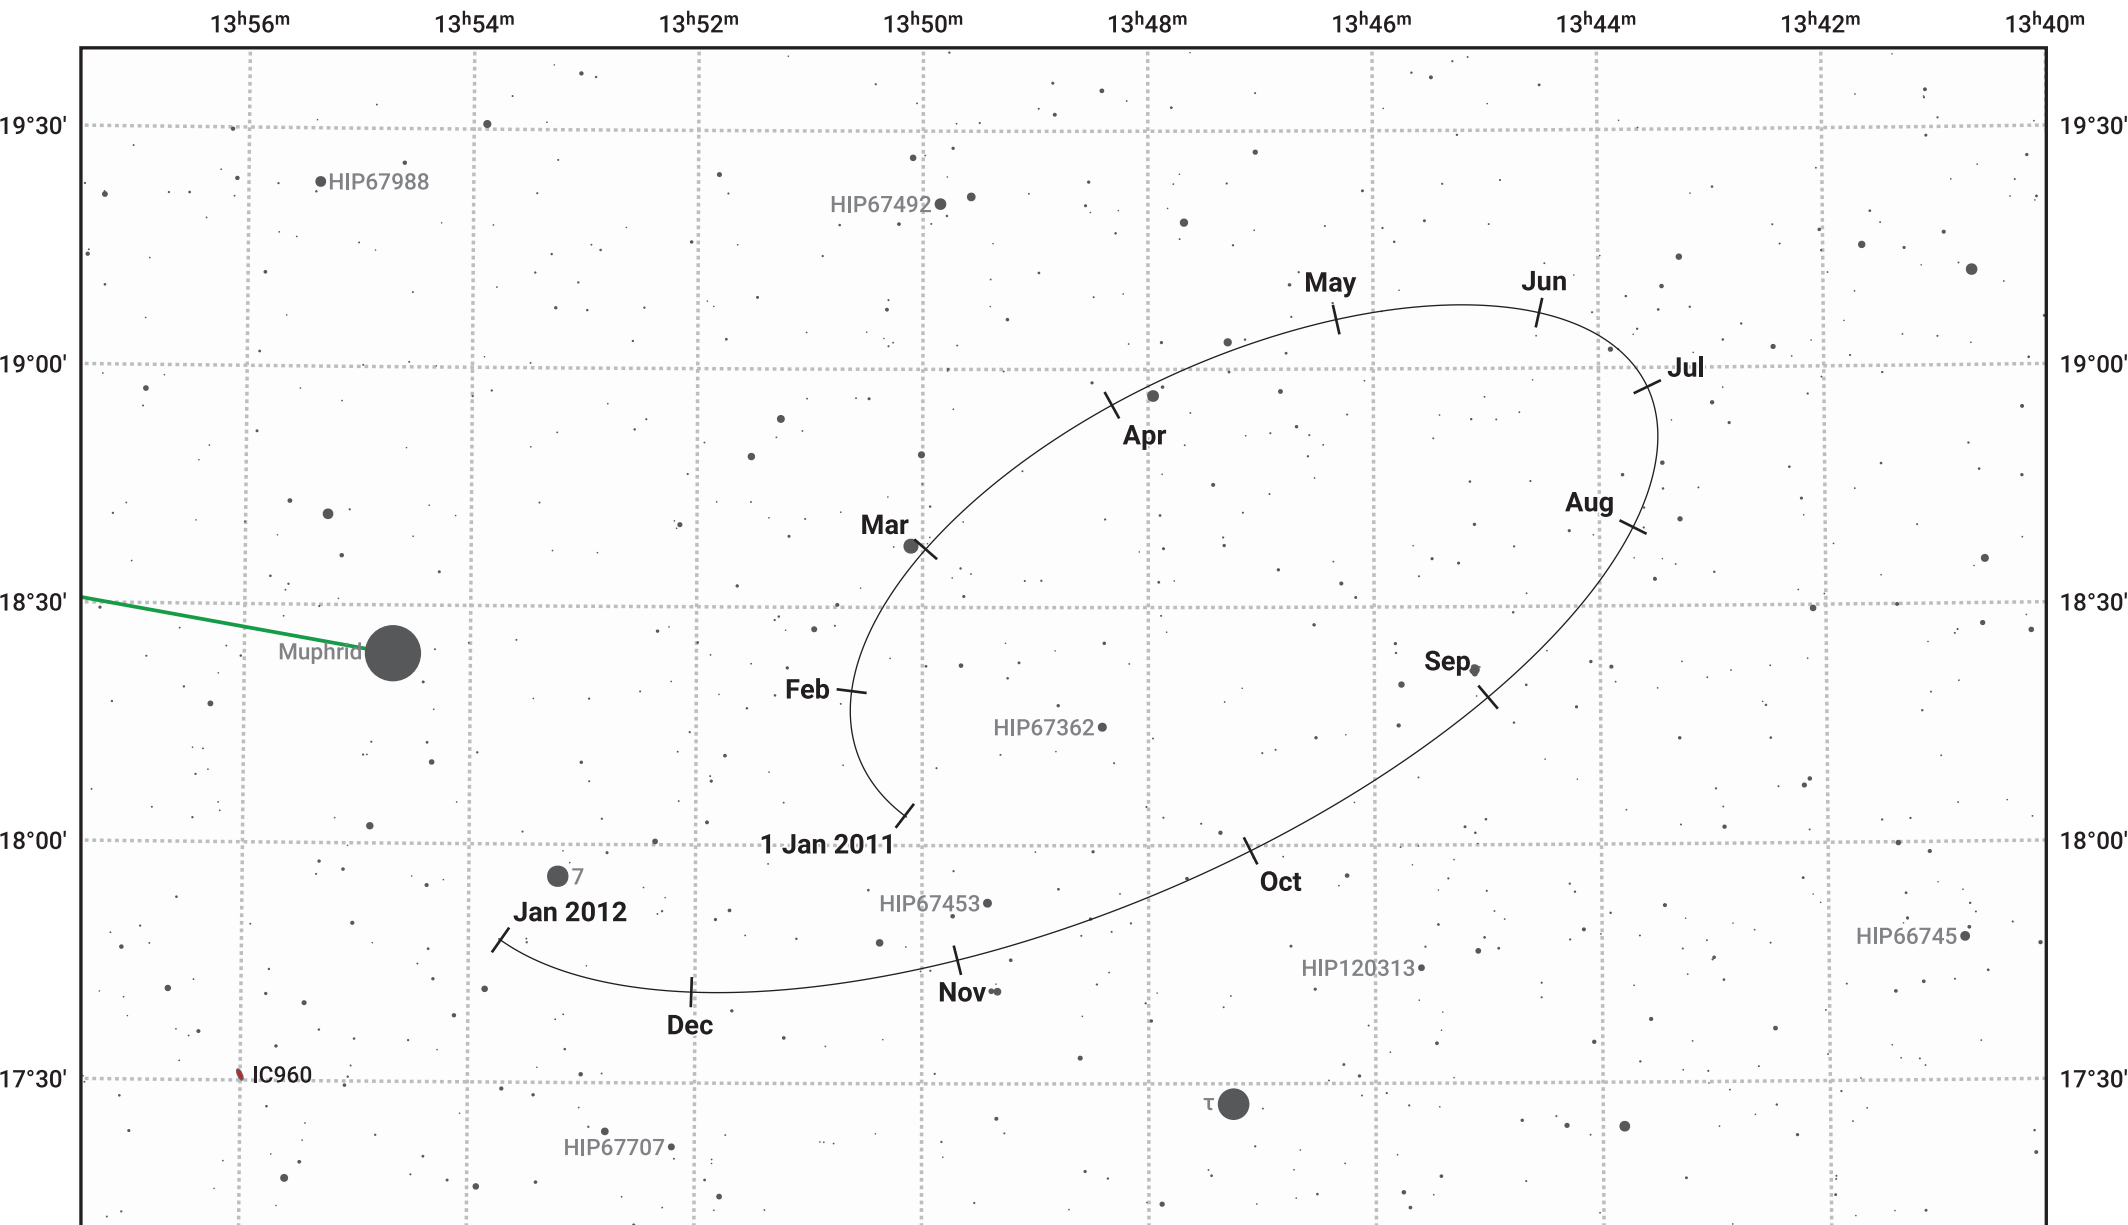 13ʰ56ᵐ 13ʰ54ᵐ 13ʰ52ᵐ 13ʰ50ᵐ 13ʰ48ᵐ 13ʰ46ᵐ 13ʰ44ᵐ 13ʰ42ᵐ 13ʰ40ᵐ
19°30' 19°30'
HIP67988
HIP67492
May Jun
19°00' 19°00'
Jul
Apr
Aug
Mar
18°30' 18°30'
Muphrid
Sep
Feb
HIP67362
18°00' 18°00'
1 Jan 2011
7
Oct
HIP67453
Jan 2012
HIP66745
HIP120313
Nov
Dec
IC960
17°30' 17°30'
τ
HIP67707